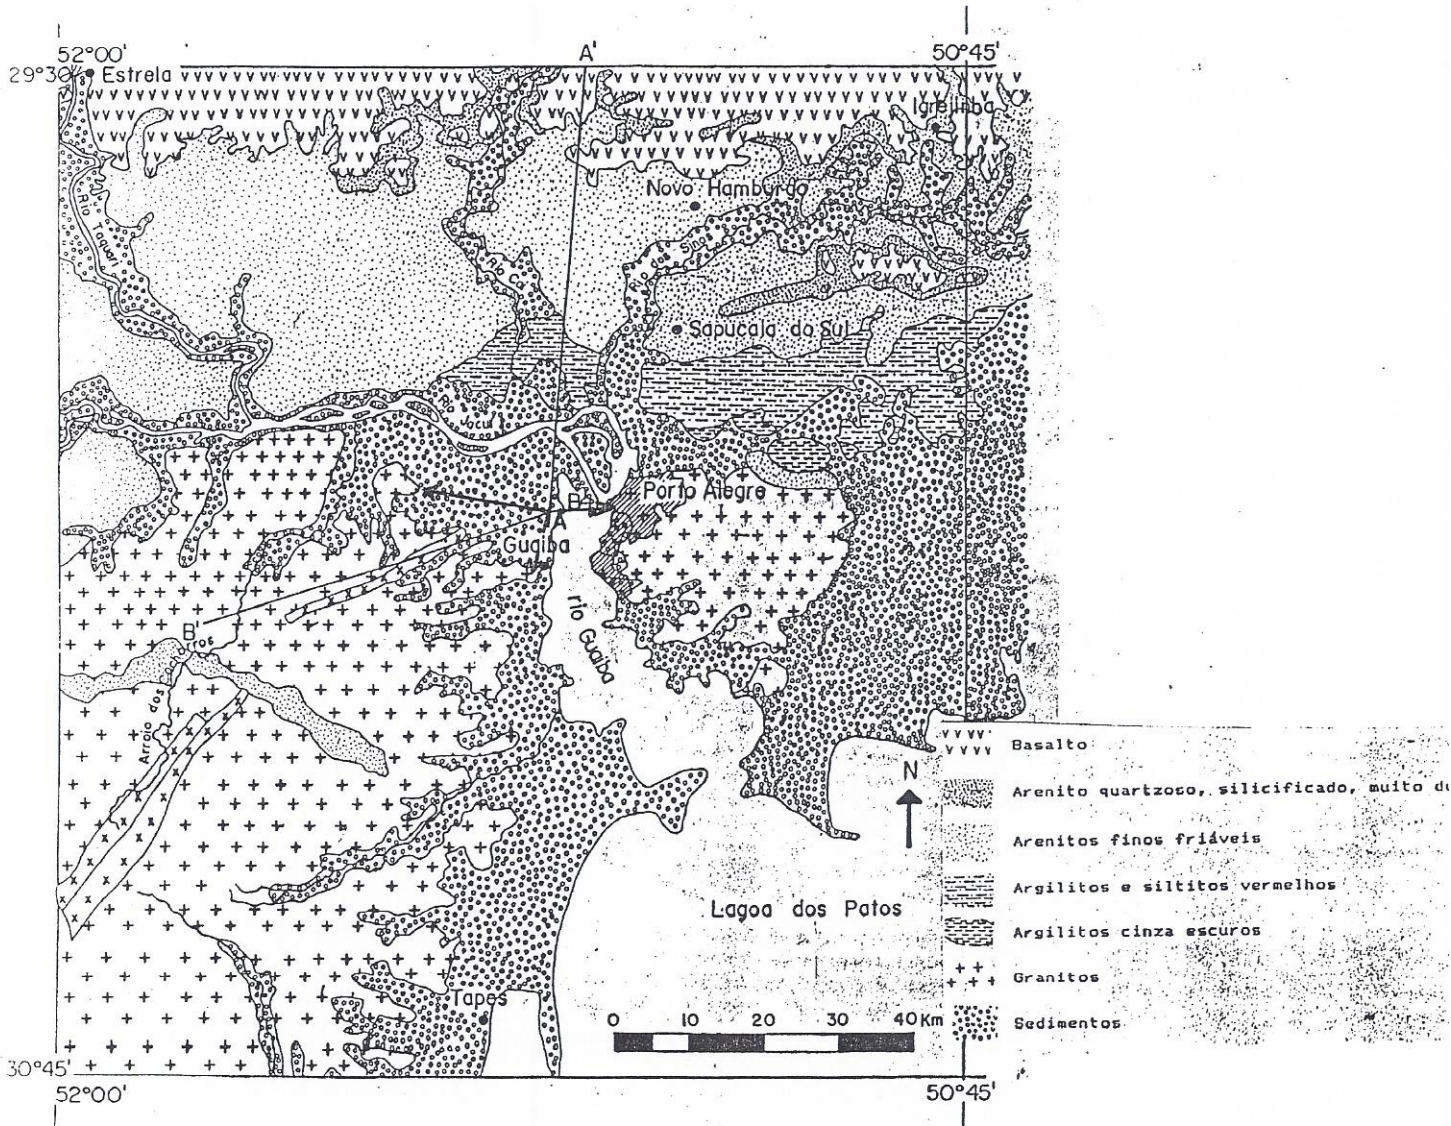 52°00'
A'
50°45'
29°30'
Estrela
Igrejinha
Novo Hamburgo
Rio Taquari
Rio dos Sinos
Rio C.
Sapucaia do Sul
Rio Jacuí
Porto Alegre
B
A
Guaíba
B'
rio Guaíba
Arroio dos
N
Basalto
Arenito quartzoso, silicificado, muito du
Arenitos finos friáveis
Argilitos e siltitos vermelhos
Lagoa dos Patos
Argilitos cinza escuros
Granitos
Tapes
0 10 20 30 40 Km
Sedimentos
30°45'
52°00'
50°45'